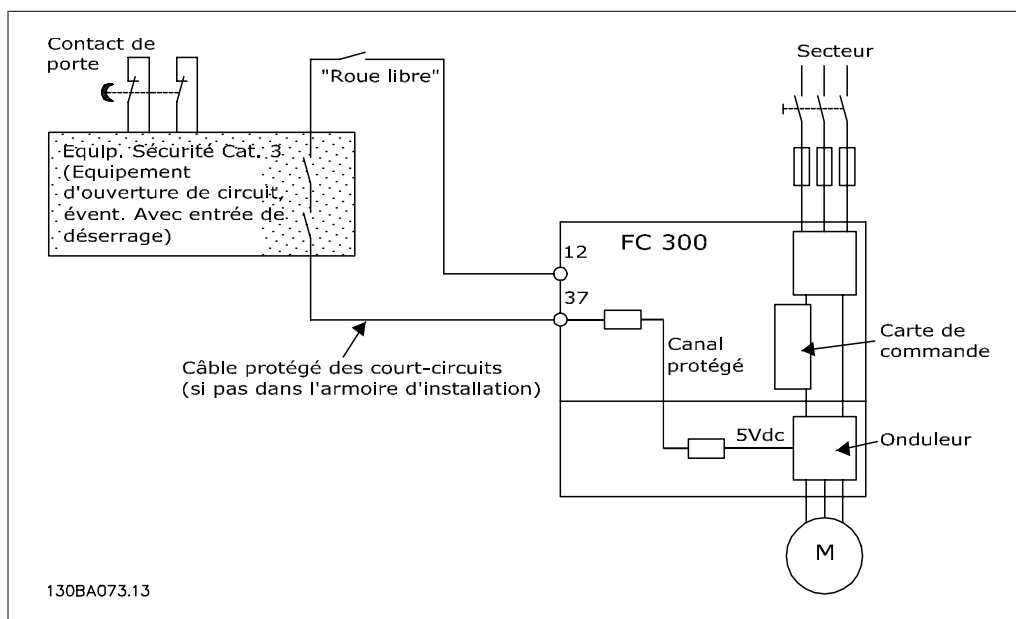 Contact de
porte
"Roue libre"
Secteur
Equip. Sécurité Cat. 3
(Equipement
d'ouverture de circuit,
évent. Avec entrée de
déserrage)
FC 300
12
37
Canal
protégé
Carte de
commande
Câble protégé des court-circuits
(si pas dans l'armoire d'installation)
5Vdc
Onduleur
M
130BA073.13